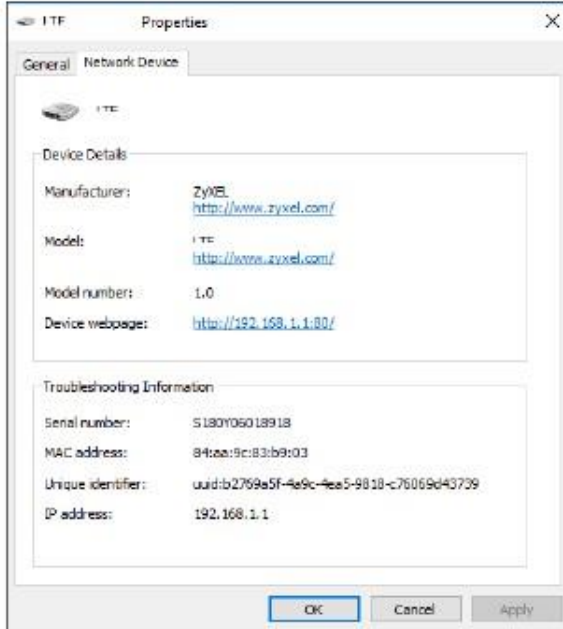 LTE Properties
General Network Device
LTE
Device Details
Manufacturer: ZyXEL
http://www.zyxel.com/
Model: LTE
http://www.zyxel.com/
Model number: 1.0
Device webpage: http://192.168.1.1:80/
Troubleshooting Information
Serial number: S180Y06018918
MAC address: 84:aa:9c:83:b9:03
Unique identifier: uuid:b2769a5f-4a9c-4ea5-9818-c76069d43739
IP address: 192.168.1.1
OK Cancel Apply